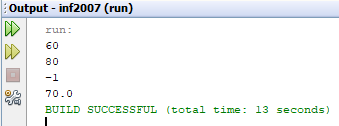 Output - inf2007 (run)
run:
60
80
-1
70.0
BUILD SUCCESSFUL (total time: 13 seconds)